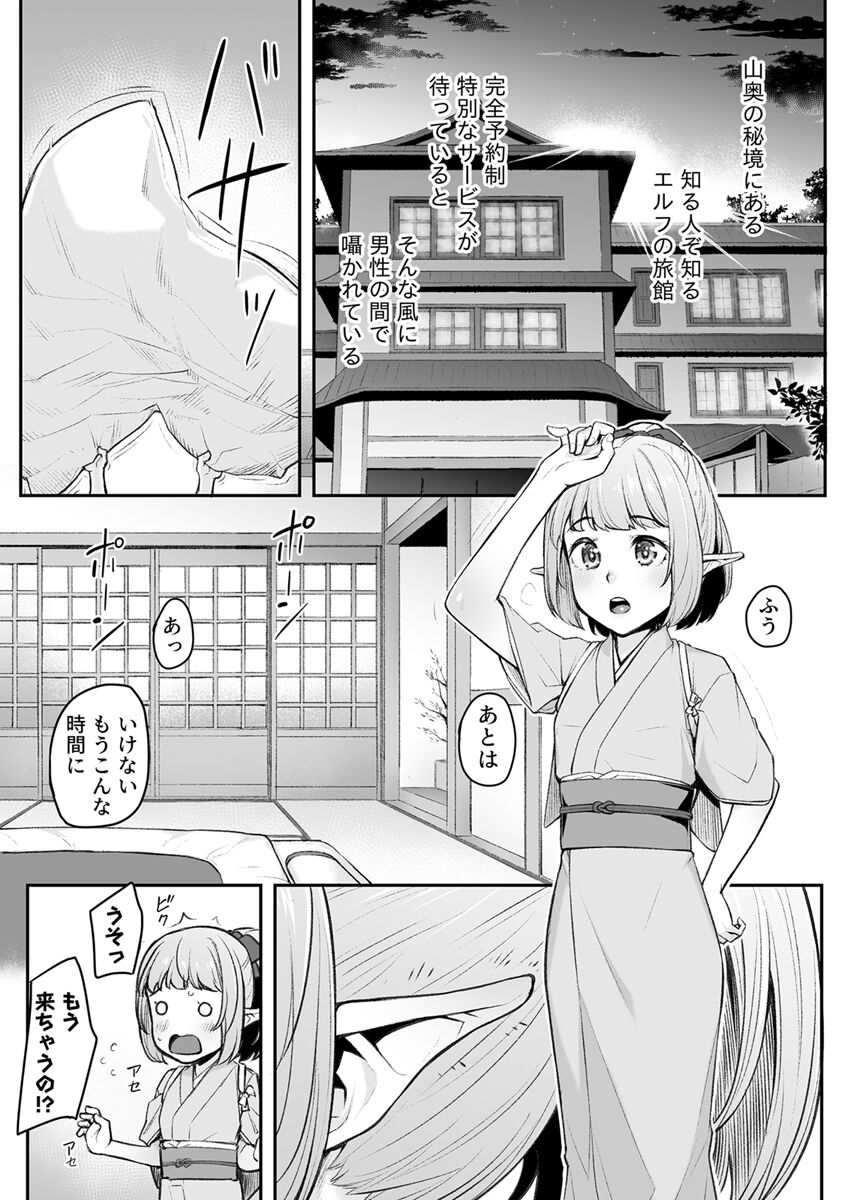 山奥の秘境にある
知る人ぞ知る
エルフの旅館
完全予約制
特別なサービスが
待っていると
そんな風に
男性の間で
囁かれている
バサッ
ふう
あとは
ポーン
ポーン
あっ
いけない
もうこんな
時間に
ビクッ
うそっ
もう
来ちゃうの!?
アセ
アセ